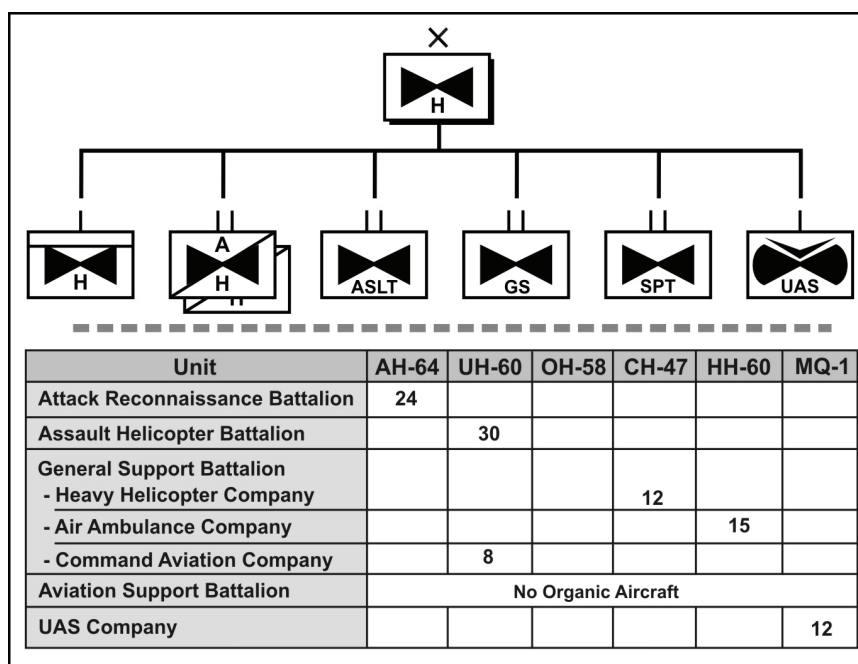 H
H
A
H
H
ASLT
GS
SPT
UAS
Unit AH-64 UH-60 OH-58 CH-47 HH-60 MQ-1
Attack Reconnaissance Battalion 24
Assault Helicopter Battalion 30
General Support Battalion
- Heavy Helicopter Company 12
- Air Ambulance Company 15
- Command Aviation Company 8
Aviation Support Battalion No Organic Aircraft
UAS Company 12